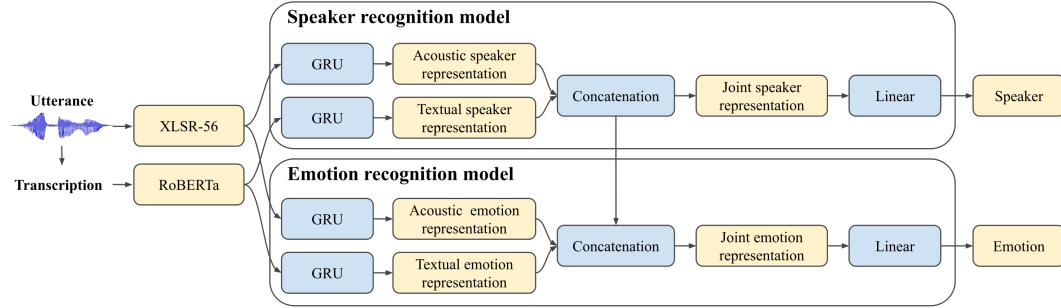 Speaker recognition model
GRU
Acoustic speaker
representation
GRU
Textual speaker
representation
Concatenation
Joint speaker
representation
Linear
Speaker
Utterance
XLSR-56
Transcription
RoBERTa
Emotion recognition model
GRU
Acoustic emotion
representation
GRU
Textual emotion
representation
Concatenation
Joint emotion
representation
Linear
Emotion